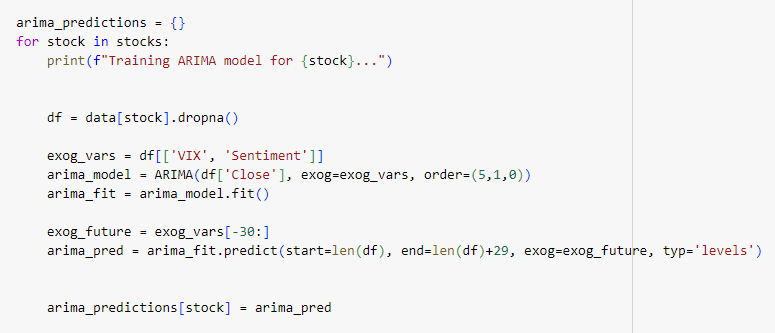 arima_predictions = {}
for stock in stocks:
    print(f"Training ARIMA model for {stock}...")
    df = data[stock].dropna()
    exog_vars = df[['VIX', 'Sentiment']]
    arima_model = ARIMA(df['Close'], exog=exog_vars, order=(5,1,0))
    arima_fit = arima_model.fit()
    exog_future = exog_vars[-30:]
    arima_pred = arima_fit.predict(start=len(df), end=len(df)+29, exog=exog_future, typ='levels')
    arima_predictions[stock] = arima_pred